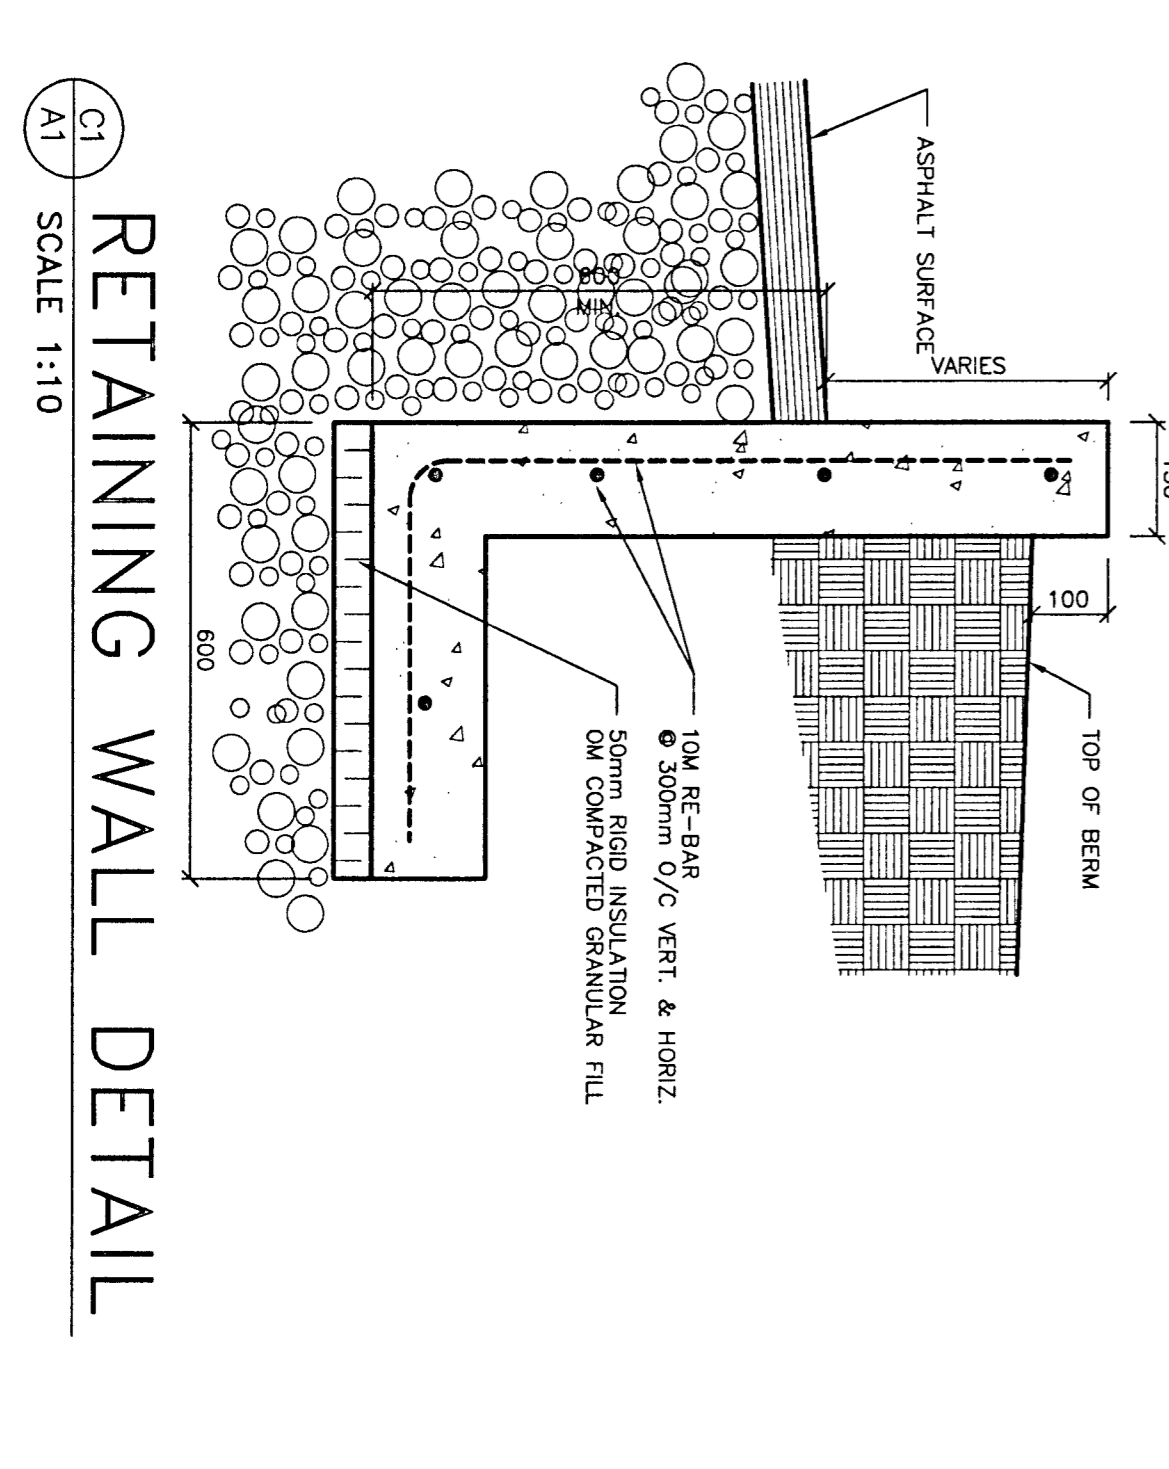 ASPHALT SURFACE
VARIES
100
TOP OF BERM
MIN.
10M RE-BAR
@ 300mm O/C VERT. & HORIZ.
50mm RIGID INSULATION
OM COMPACTED GRANULAR FILL
600
C1
A1
RETAINING WALL DETAIL
SCALE 1:10